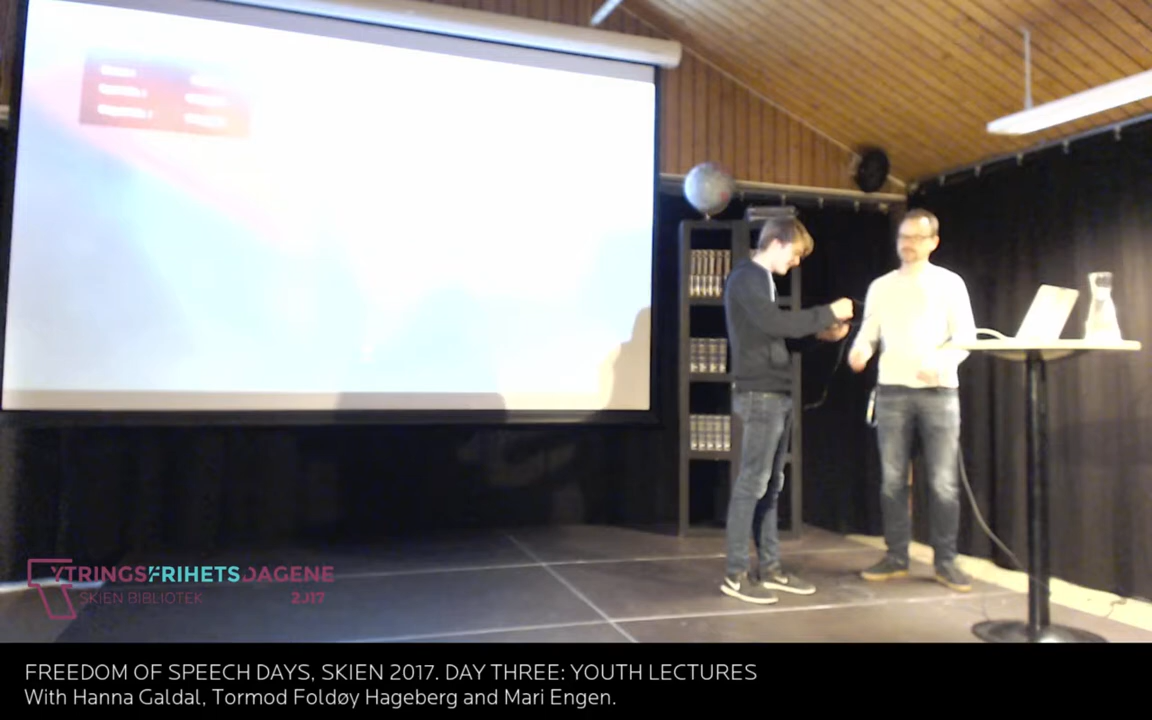 YTRINGSFRIHETSDAGENE
SKIEN BIBLIOTEK 2017
FREEDOM OF SPEECH DAYS, SKIEN 2017. DAY THREE: YOUTH LECTURES
With Hanna Galdal, Tormod Foldøy Hageberg and Mari Engen.